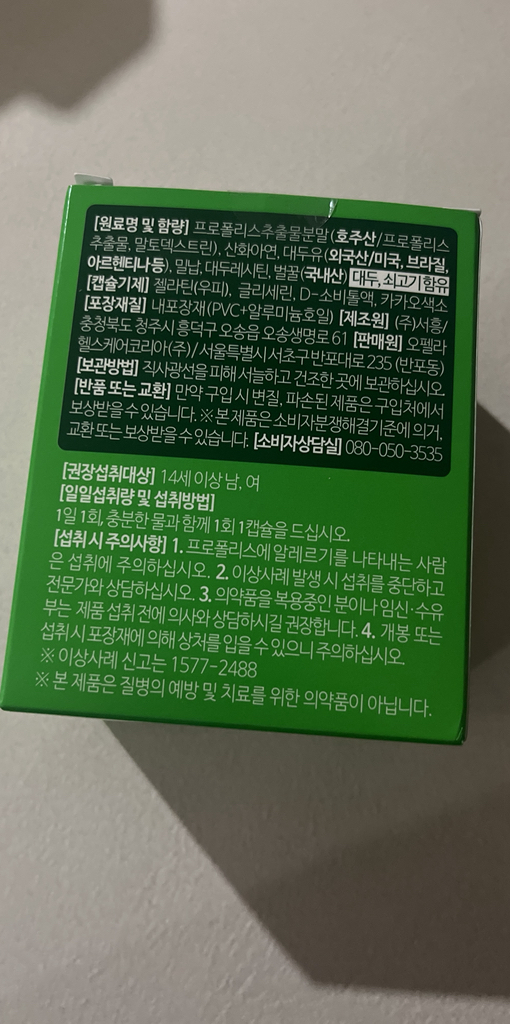 [원료명 및 함량] 프로폴리스추출물분말(호주산/프로폴리스
추출물, 말토덱스트린), 산화아연, 대두유(외국산/미국, 브라질,
아르헨티나등), 밀납, 대두레시틴, 벌꿀(국내산) 대두, 쇠고기 함유
[캡슐기제] 젤라틴(우피), 글리세린, D-소비톨액, 카카오색소
[포장재질] 내포장재(PVC+알루미늄호일) [제조원] (주)서흥/
충청북도 청주시 흥덕구 오송읍 오송생명로 61 [판매원] 오펠라
헬스케어코리아(주)/서울특별시 서초구 반포대로 235 (반포동)
[보관방법] 직사광선을 피해 서늘하고 건조한 곳에 보관하십시오.
[반품 또는 교환] 만약 구입 시 변질, 파손된 제품은 구입처에서
보상받을 수 있습니다. ※ 본 제품은 소비자분쟁해결기준에 의거,
교환 또는 보상받을 수 있습니다. [소비자상담실] 080-050-3535
[권장섭취대상] 14세 이상 남, 여
[일일섭취량 및 섭취방법]
1일 1회, 충분한 물과 함께 1회 1캡슐을 드십시오.
[섭취 시 주의사항] 1. 프로폴리스에 알레르기를 나타내는 사람
은 섭취에 주의하십시오. 2. 이상사례 발생 시 섭취를 중단하고
전문가와 상담하십시오. 3. 의약품을 복용중인 분이나 임신·수유
부는 제품 섭취 전에 의사와 상담하시길 권장합니다. 4. 개봉 또는
섭취 시 포장재에 의해 상처를 입을 수 있으니 주의하십시오.
※ 이상사례 신고는 1577-2488
※ 본 제품은 질병의 예방 및 치료를 위한 의약품이 아닙니다.